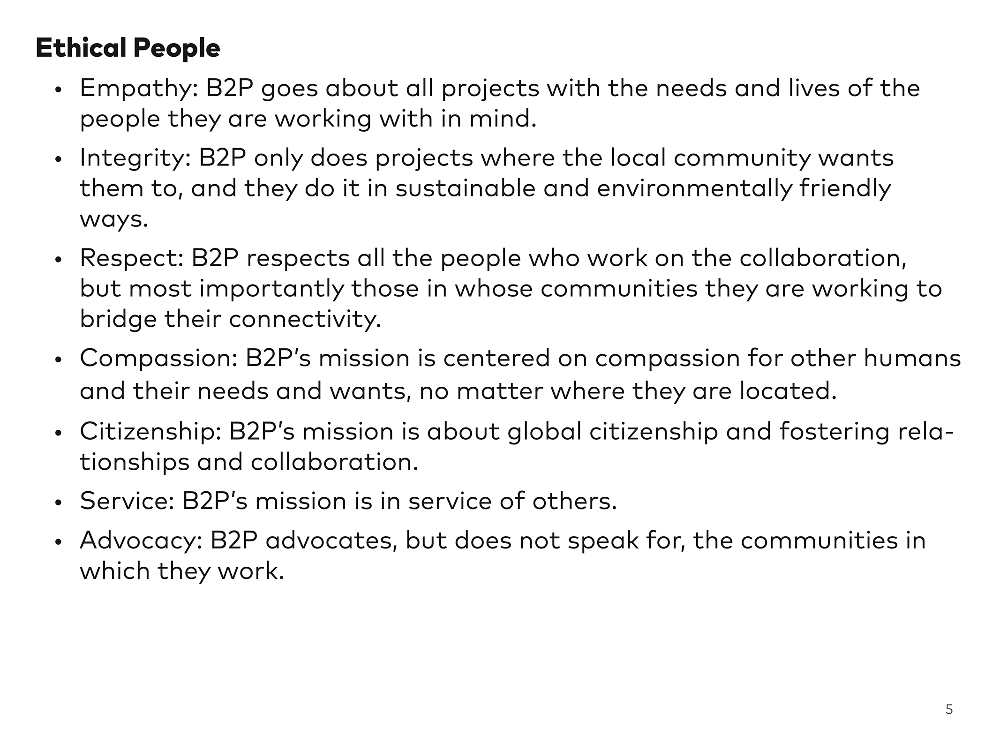 Ethical People
• Empathy: B2P goes about all projects with the needs and lives of the
people they are working with in mind.
• Integrity: B2P only does projects where the local community wants
them to, and they do it in sustainable and environmentally friendly
ways.
• Respect: B2P respects all the people who work on the collaboration,
but most importantly those in whose communities they are working to
bridge their connectivity.
• Compassion: B2P’s mission is centered on compassion for other humans
and their needs and wants, no matter where they are located.
• Citizenship: B2P’s mission is about global citizenship and fostering rela-
tionships and collaboration.
• Service: B2P’s mission is in service of others.
• Advocacy: B2P advocates, but does not speak for, the communities in
which they work.
5